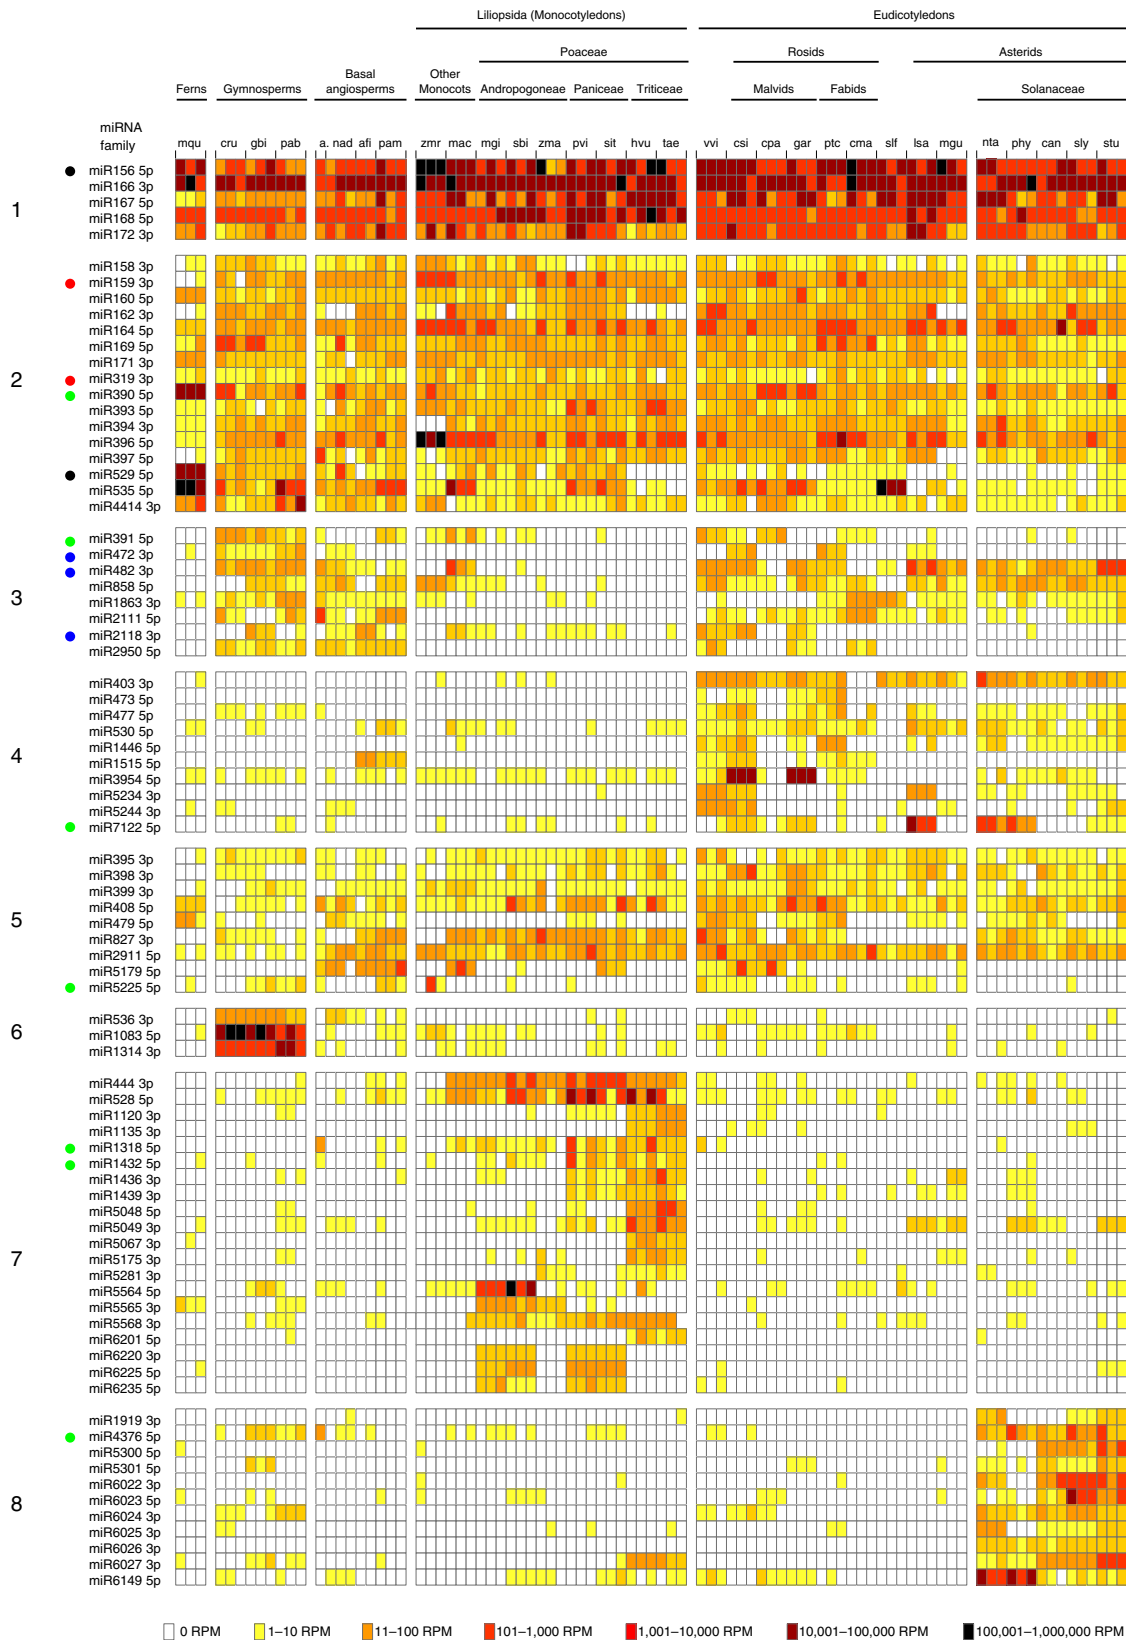 Liliopsida (Monocotyledons) Eudicotyledons
Poaceae Rosids Asterids
Basal Other
Ferns Gymnosperms angiosperms Monocots Andropogoneae Paniceae Triticeae Malvids Fabids Solanaceae
miRNA
family mqu cru gbi pab a. nad afi pam zmr mac mgi sbi zma pvi sit hvu tae vvi csi cpa gar ptc cma slf lsa mgu nta phy can sly stu
miR156 5p
miR166 3p
1 miR167 5p
miR168 5p
miR172 3p
miR158 3p
miR159 3p
miR160 5p
miR162 3p
miR164 5p
miR169 5p
miR171 3p
2 miR319 3p
miR390 5p
miR393 5p
miR394 3p
miR396 5p
miR397 5p
miR529 5p
miR535 5p
miR4414 3p
miR391 5p
miR472 3p
miR482 3p
miR858 5p
3 miR1863 3p
miR2111 5p
miR2118 3p
miR2950 5p
miR403 3p
miR473 5p
miR477 5p
miR530 5p
4 miR1446 5p
miR1515 5p
miR3954 5p
miR5234 3p
miR5244 3p
miR7122 5p
miR395 3p
miR398 3p
miR399 3p
miR408 5p
5 miR479 5p
miR827 3p
miR2911 5p
miR5179 5p
miR5225 5p
miR536 3p
6 miR1083 5p
miR1314 3p
miR444 3p
miR528 5p
miR1120 3p
miR1135 3p
miR1318 5p
miR1432 5p
miR1436 3p
miR1439 3p
miR5048 5p
miR5049 3p
miR5067 3p
7 miR5175 3p
miR5281 3p
miR5564 5p
miR5565 3p
miR5568 3p
miR6201 5p
miR6220 3p
miR6225 5p
miR6235 5p
miR1919 3p
miR4376 5p
miR5300 5p
miR5301 5p
miR6022 3p
8 miR6023 5p
miR6024 3p
miR6025 3p
miR6026 3p
miR6027 3p
miR6149 5p
0 RPM 1–10 RPM 11–100 RPM 101–1,000 RPM 1,001–10,000 RPM 10,001–100,000 RPM 100,001–1,000,000 RPM